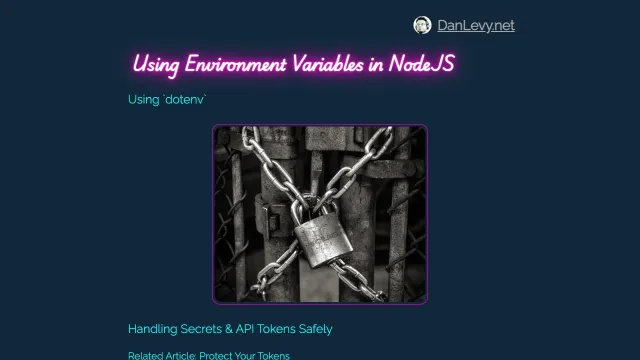 DanLevy.net
Using Environment Variables in NodeJS
Using `dotenv`
Handling Secrets & API Tokens Safely
Related Article: Protect Your Tokens